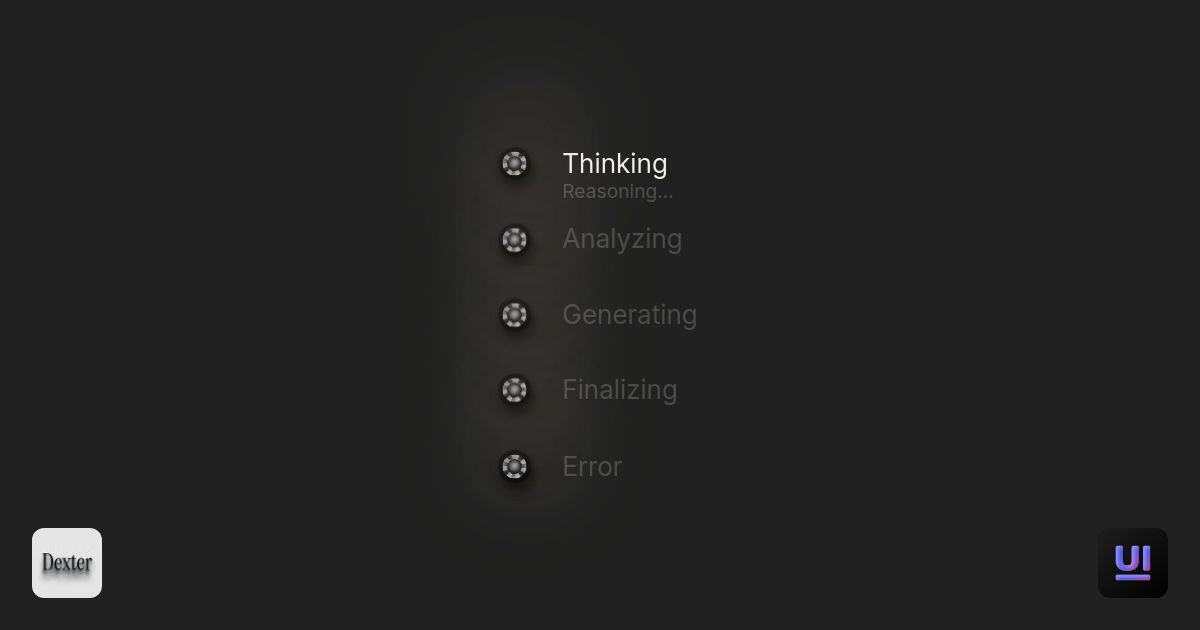 Thinking
Reasoning...
Analyzing
Generating
Finalizing
Error
Dexter
UI